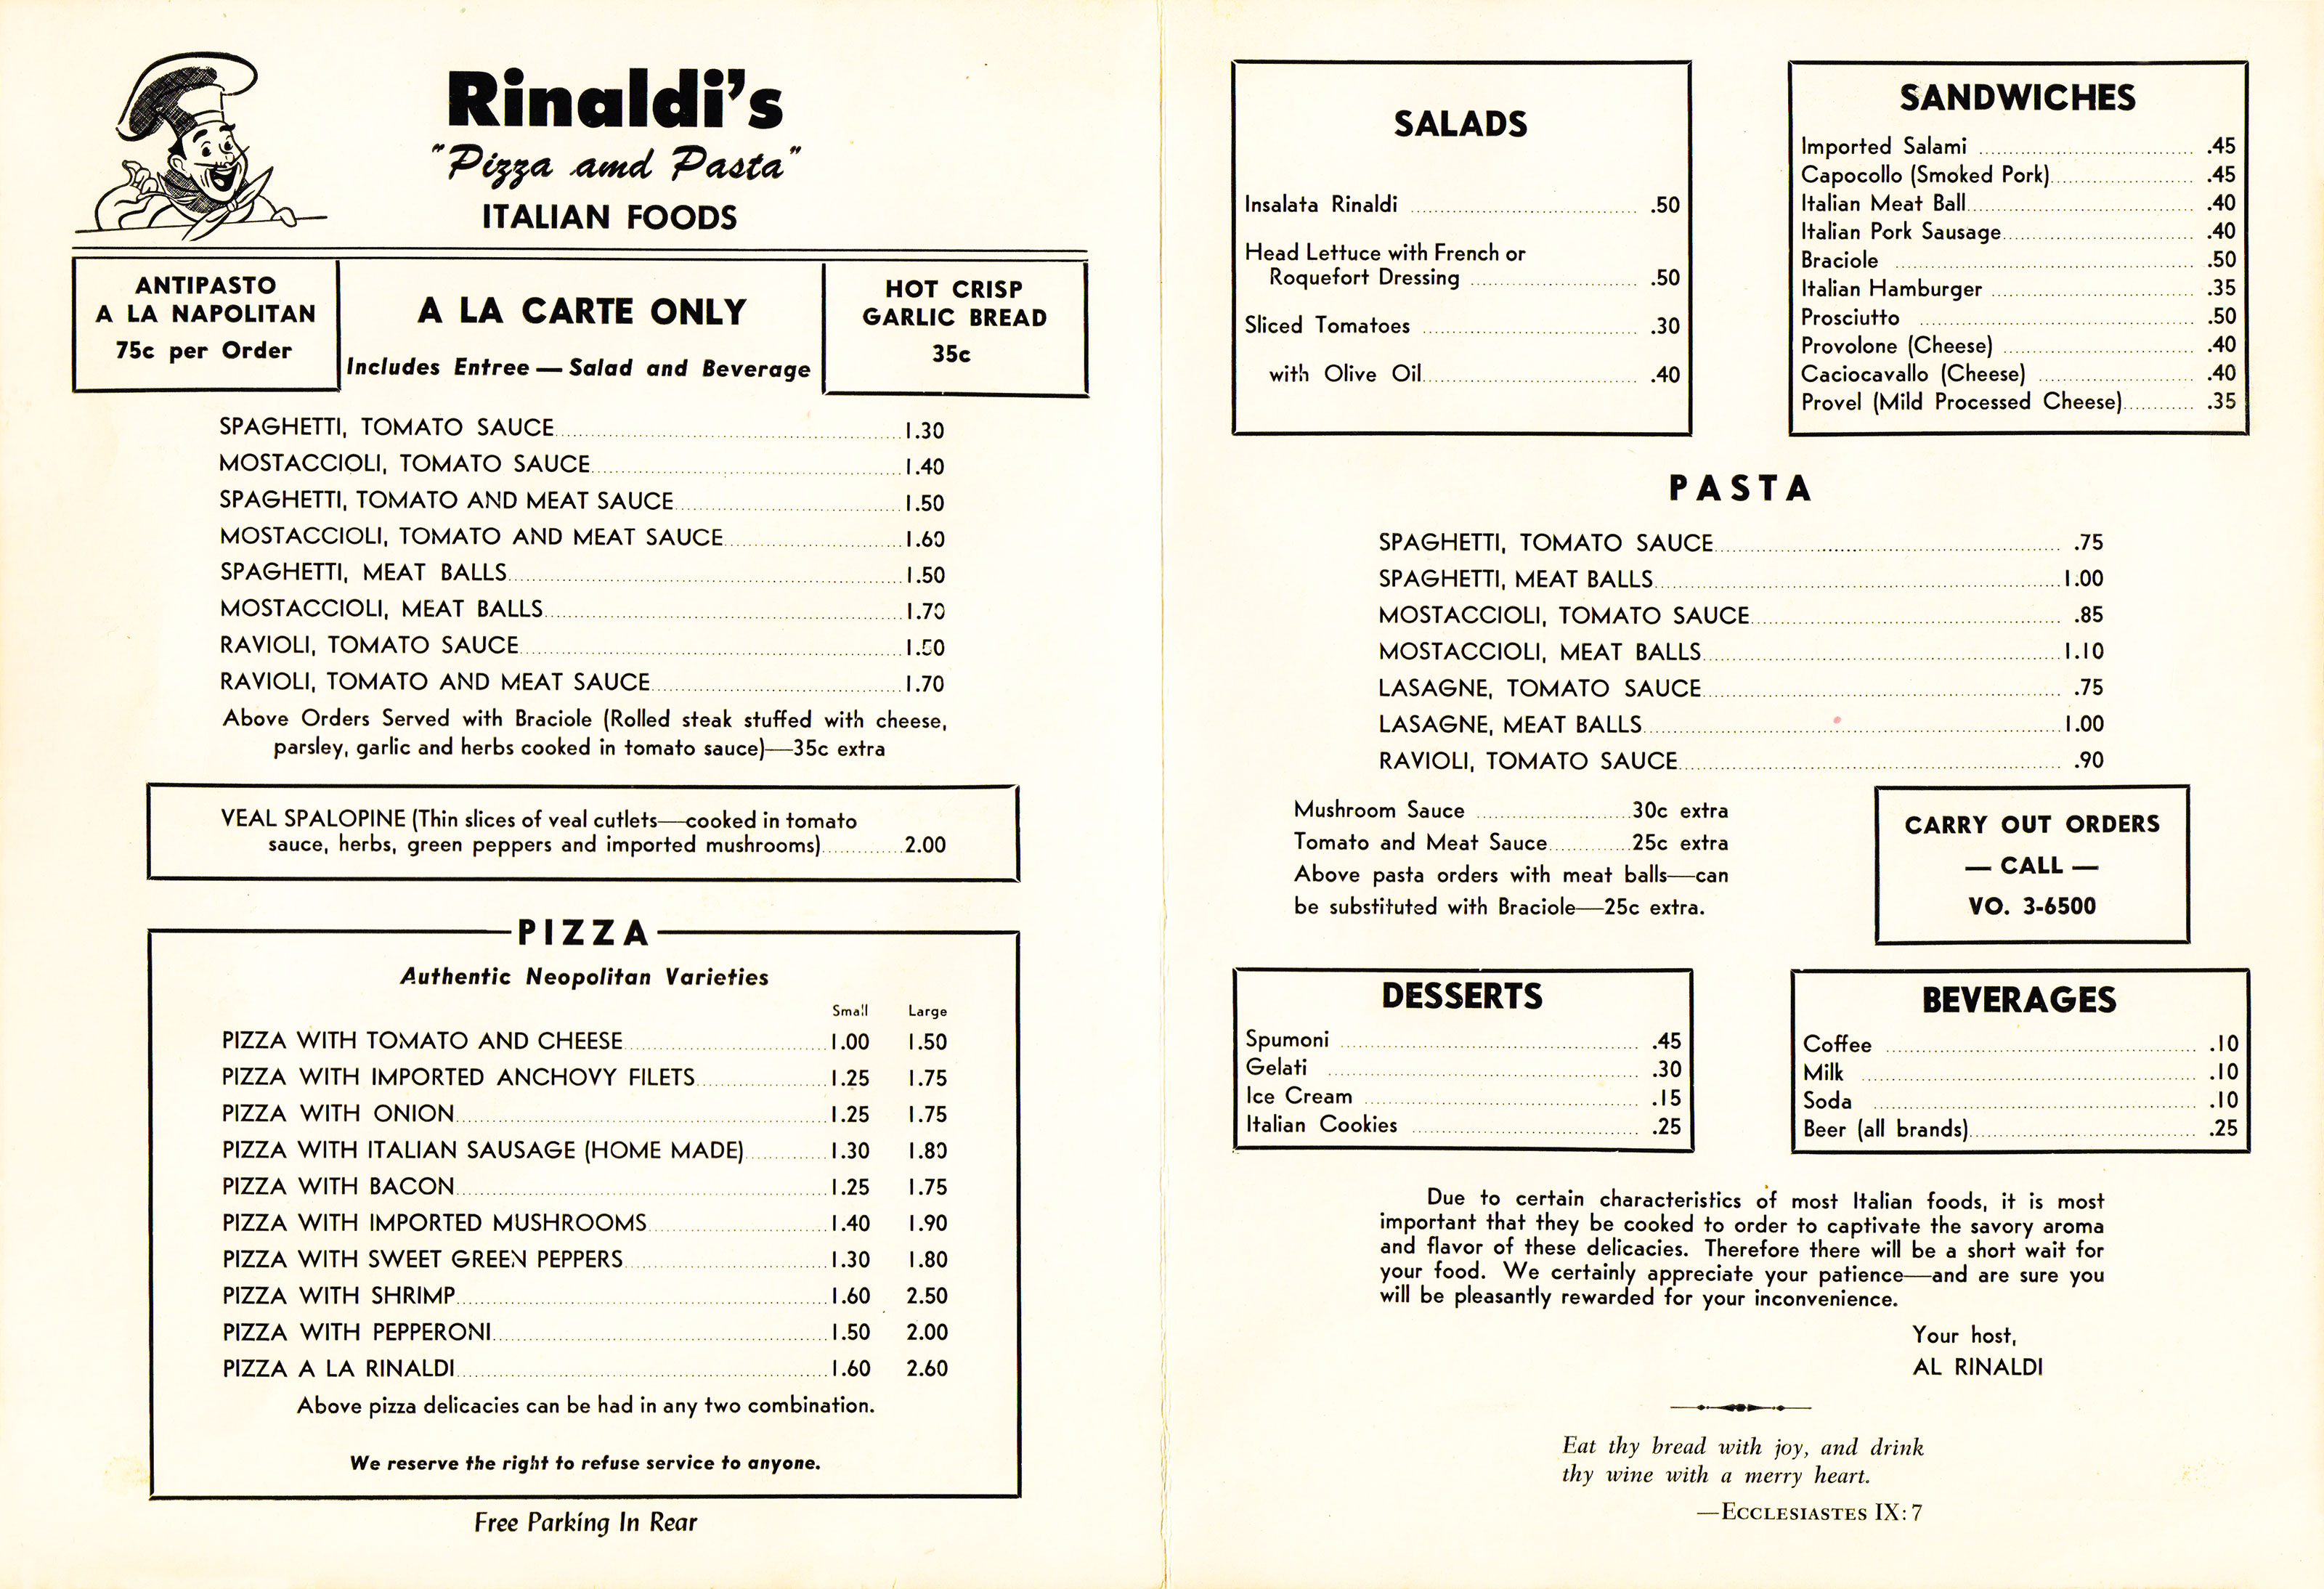 Rinaldi's
"Pizza amd Pasta"
ITALIAN FOODS
ANTIPASTO
A LA NAPOLITAN
75c per Order
A LA CARTE ONLY
Includes Entree — Salad and Beverage
HOT CRISP
GARLIC BREAD
35c
SPAGHETTI, TOMATO SAUCE 1.30
MOSTACCIOLI, TOMATO SAUCE 1.40
SPAGHETTI, TOMATO AND MEAT SAUCE 1.50
MOSTACCIOLI, TOMATO AND MEAT SAUCE 1.60
SPAGHETTI, MEAT BALLS 1.50
MOSTACCIOLI, MEAT BALLS 1.70
RAVIOLI, TOMATO SAUCE 1.50
RAVIOLI, TOMATO AND MEAT SAUCE 1.70
Above Orders Served with Braciole (Rolled steak stuffed with cheese,
parsley, garlic and herbs cooked in tomato sauce)—35c extra
VEAL SPALOPINE (Thin slices of veal cutlets—cooked in tomato
sauce, herbs, green peppers and imported mushrooms) 2.00
PIZZA
Authentic Neopolitan Varieties
Small Large
PIZZA WITH TOMATO AND CHEESE 1.00 1.50
PIZZA WITH IMPORTED ANCHOVY FILETS 1.25 1.75
PIZZA WITH ONION 1.25 1.75
PIZZA WITH ITALIAN SAUSAGE (HOME MADE) 1.30 1.80
PIZZA WITH BACON 1.25 1.75
PIZZA WITH IMPORTED MUSHROOMS 1.40 1.90
PIZZA WITH SWEET GREEN PEPPERS 1.30 1.80
PIZZA WITH SHRIMP 1.60 2.50
PIZZA WITH PEPPERONI 1.50 2.00
PIZZA A LA RINALDI 1.60 2.60
Above pizza delicacies can be had in any two combination.
We reserve the right to refuse service to anyone.
Free Parking In Rear
SALADS
Insalata Rinaldi .50
Head Lettuce with French or
Roquefort Dressing .50
Sliced Tomatoes .30
with Olive Oil .40
SANDWICHES
Imported Salami .45
Capocollo (Smoked Pork) .45
Italian Meat Ball .40
Italian Pork Sausage .40
Braciole .50
Italian Hamburger .35
Prosciutto .50
Provolone (Cheese) .40
Caciocavallo (Cheese) .40
Provel (Mild Processed Cheese) .35
PASTA
SPAGHETTI, TOMATO SAUCE .75
SPAGHETTI, MEAT BALLS 1.00
MOSTACCIOLI, TOMATO SAUCE .85
MOSTACCIOLI, MEAT BALLS 1.10
LASAGNE, TOMATO SAUCE .75
LASAGNE, MEAT BALLS 1.00
RAVIOLI, TOMATO SAUCE .90
Mushroom Sauce 30c extra
Tomato and Meat Sauce 25c extra
Above pasta orders with meat balls—can
be substituted with Braciole—25c extra.
CARRY OUT ORDERS
— CALL —
VO. 3-6500
DESSERTS
Spumoni .45
Gelati .30
Ice Cream .15
Italian Cookies .25
BEVERAGES
Coffee .10
Milk .10
Soda .10
Beer (all brands) .25
Due to certain characteristics of most Italian foods, it is most
important that they be cooked to order to captivate the savory aroma
and flavor of these delicacies. Therefore there will be a short wait for
your food. We certainly appreciate your patience—and are sure you
will be pleasantly rewarded for your inconvenience.
Your host,
AL RINALDI
Eat thy bread with joy, and drink
thy wine with a merry heart.
—ECCLESIASTES IX: 7